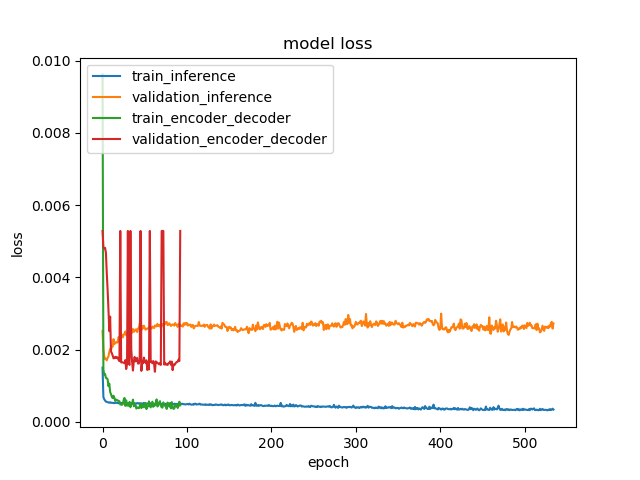 model loss
0.010
0.008
0.006
0.004
0.002
0.000
loss
train_inference
validation_inference
train_encoder_decoder
validation_encoder_decoder
0 100 200 300 400 500
epoch